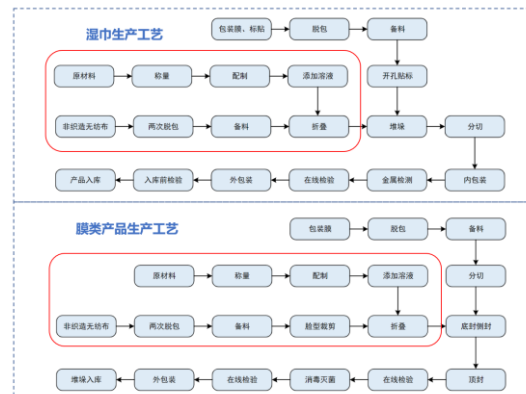 湿巾生产工艺
包装膜、标贴 脱包 备料
原材料 称量 配制 添加溶液 开孔贴标
非织造无纺布 两次脱包 备料 折叠 堆垛 分切
产品入库 入库前检验 外包装 在线检验 金属检测 内包装
膜类产品生产工艺
包装膜 脱包 备料
原材料 称量 配制 添加溶液 分切
非织造无纺布 两次脱包 备料 脸型裁剪 折叠 底封侧封
堆垛入库 外包装 在线检验 消毒灭菌 在线检验 顶封